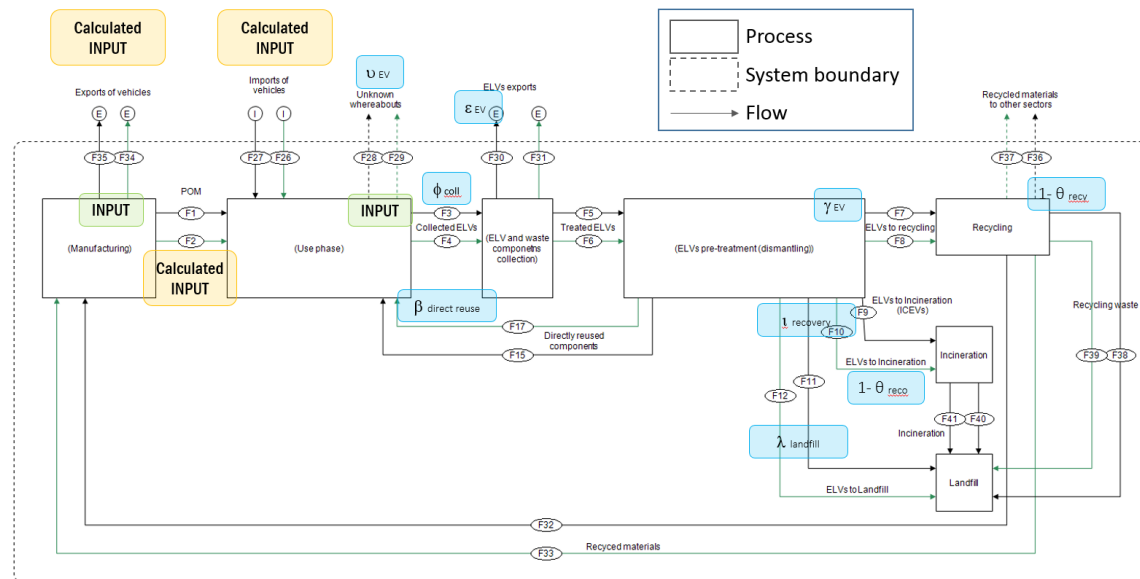 Calculated
INPUT
Calculated
INPUT
Process
System boundary
Flow
Exports of vehicles
Imports of
vehicles
υ EV
Unknown
whereabouts
ELVs exports
ε EV
Recycled materials
to other sectors
E
E
I
I
E
E
F35
F34
F27
F26
F28
F29
F30
F31
F37
F36
POM
INPUT
INPUT
ϕ coll
γ EV
1- θ recy
F1
F3
F5
F7
Collected ELVs
Treated ELVs
ELVs to recycling
F2
F4
F6
F8
(Manufacturing)
(Use phase)
(ELV and waste
componetns
collection)
(ELVs pre-treatment (dismantling))
Recycling
Calculated
INPUT
β direct reuse
F17
Directly reused
components
F15
ι recovery
F9
F10
ELVs to Incineration
(ICEVs)
Recycling waste
Incineration
ELVs to Incineration
F39
F38
F11
F12
1- θ reco
F41
F40
Incineration
λ landfill
Landfill
ELVs to Landfill
F32
Recyced materials
F33